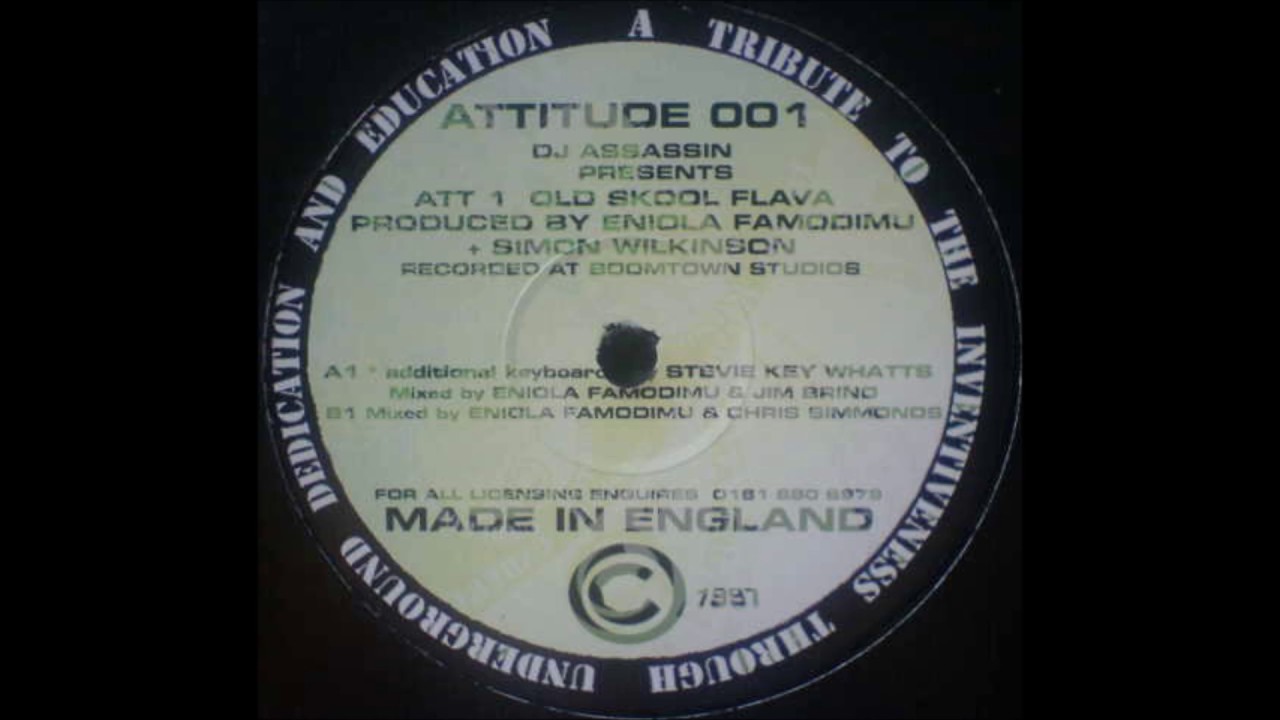 A TRIBUTE TO THE INVENTIVENESS THROUGH UNDERGROUND DEDICATION AND EDUCATION
ATTITUDE 001
DJ ASSASSIN
PRESENTS
ATT 1 OLD SKOOL FLAVA
PRODUCED BY ENIOLA FAMODIMU
+ SIMON WILKINSON
RECORDED AT BOOMTOWN STUDIOS
A1 * additional keyboard STEVIE KEY WHATTS
Mixed by ENIOLA FAMODIMU & JIM BRINO
B1 Mixed by ENIOLA FAMODIMU & CHRIS SIMMONDS
FOR ALL LICENSING ENQUIRES 0181
MADE IN ENGLAND
© 1997